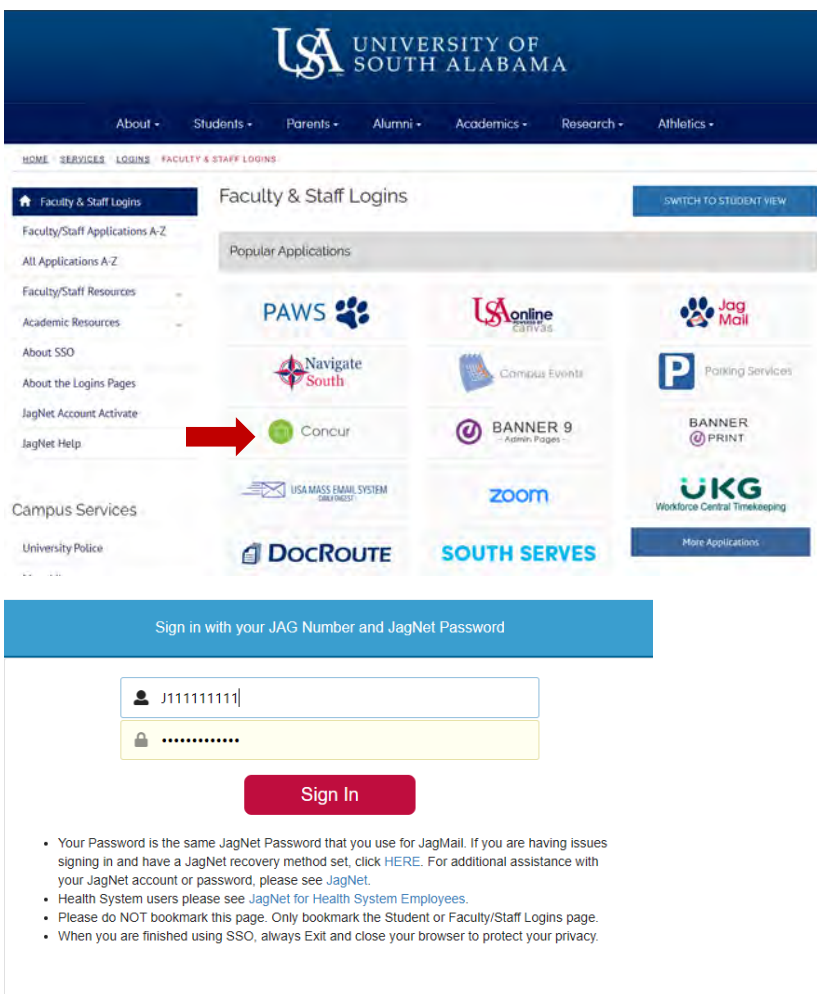 USA UNIVERSITY OF
SOUTH ALABAMA
About Students Parents Alumni Academics Research Athletics
HOME SERVICES LOGINS FACULTY & STAFF LOGINS
Faculty & Staff Logins
Faculty/Staff Applications A-Z
All Applications A-Z
Faculty/Staff Resources
Academic Resources
About SSO
About the Logins Pages
JagNet Account Activate
JagNet Help
Campus Services
University Police
Faculty & Staff Logins
SWITCH TO STUDENT VIEW
Popular Applications
PAWS
USAonline
POWERED BY
canvas
Jag
Mail
Navigate
South
Campus Events
P Parking Services
Concur
BANNER 9
- Admin Pages -
BANNER
PRINT
USA MASS EMAIL SYSTEM
DAILY DIGEST
zoom
UKG
Workforce Central Timekeeping
DOCROUTE
SOUTH SERVES
More Applications
Sign in with your JAG Number and JagNet Password
J111111111
•••••••••••••
Sign In
• Your Password is the same JagNet Password that you use for JagMail. If you are having issues
signing in and have a JagNet recovery method set, click HERE. For additional assistance with
your JagNet account or password, please see JagNet.
• Health System users please see JagNet for Health System Employees.
• Please do NOT bookmark this page. Only bookmark the Student or Faculty/Staff Logins page.
• When you are finished using SSO, always Exit and close your browser to protect your privacy.